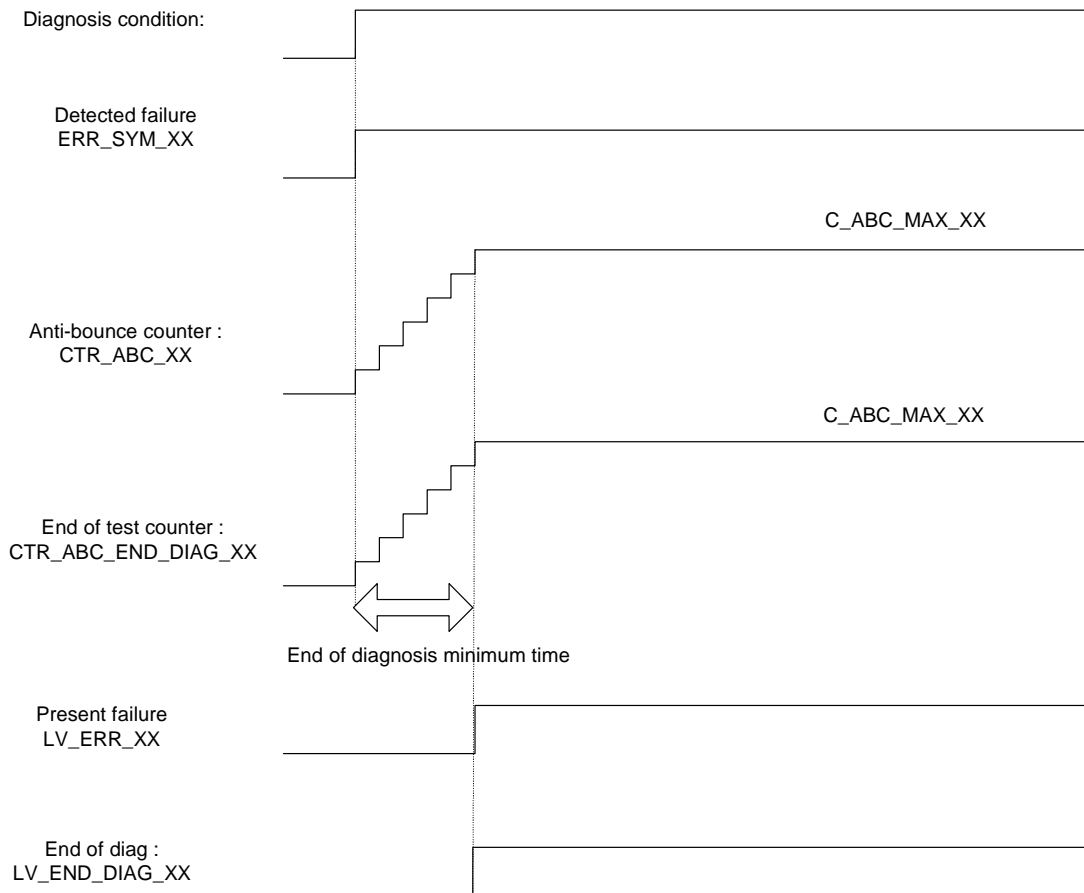 Diagnosis condition:
Detected failure
ERR_SYM_XX
C_ABC_MAX_XX
Anti-bounce counter :
CTR_ABC_XX
C_ABC_MAX_XX
End of test counter :
CTR_ABC_END_DIAG_XX
End of diagnosis minimum time
Present failure
LV_ERR_XX
End of diag :
LV_END_DIAG_XX